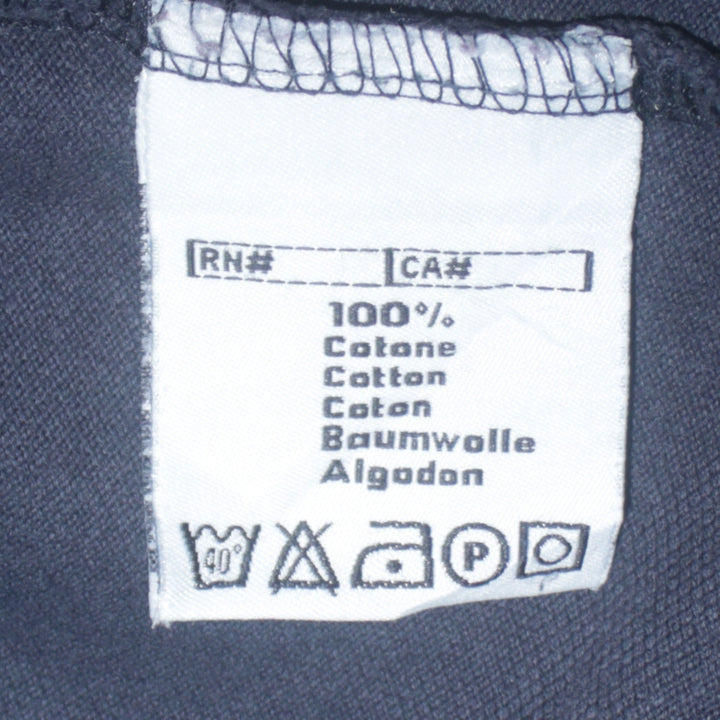 RN# CA#
100%
Cotone
Cotton
Coton
Baumwolle
Algodon
40° P